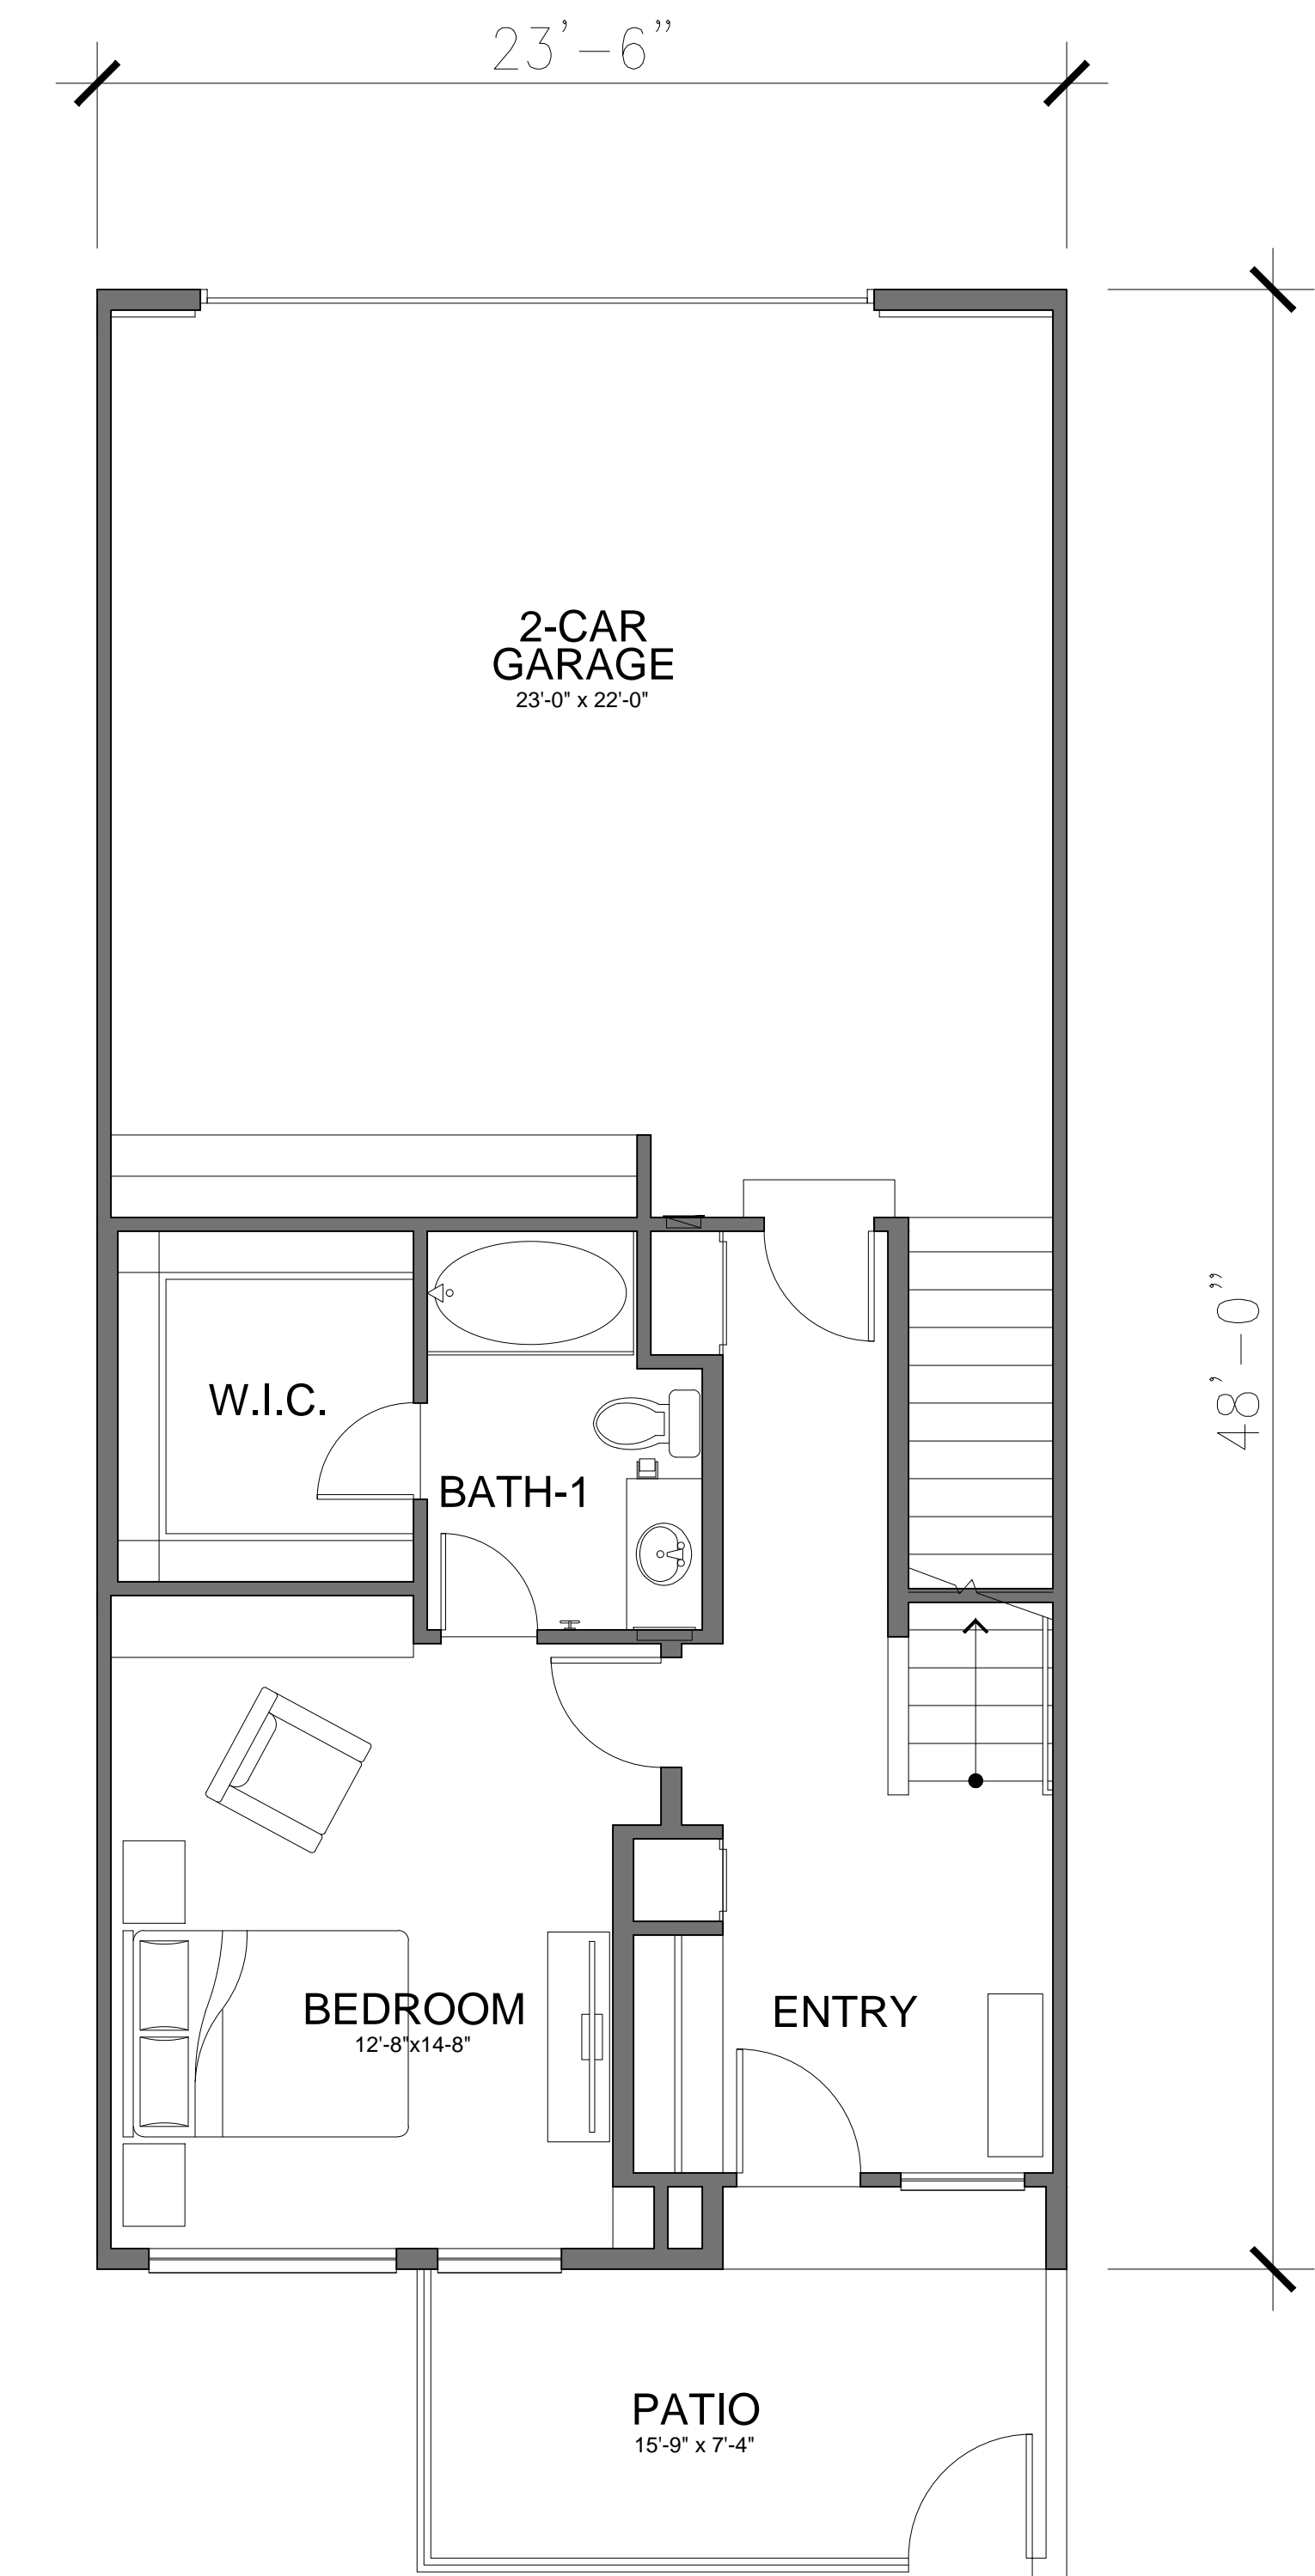 23'-6"
2-CAR
GARAGE
23'-0" x 22'-0"
48'-0"
W.I.C.
BATH-1
BEDROOM
12'-8"x14-8"
ENTRY
PATIO
15'-9" x 7'-4"